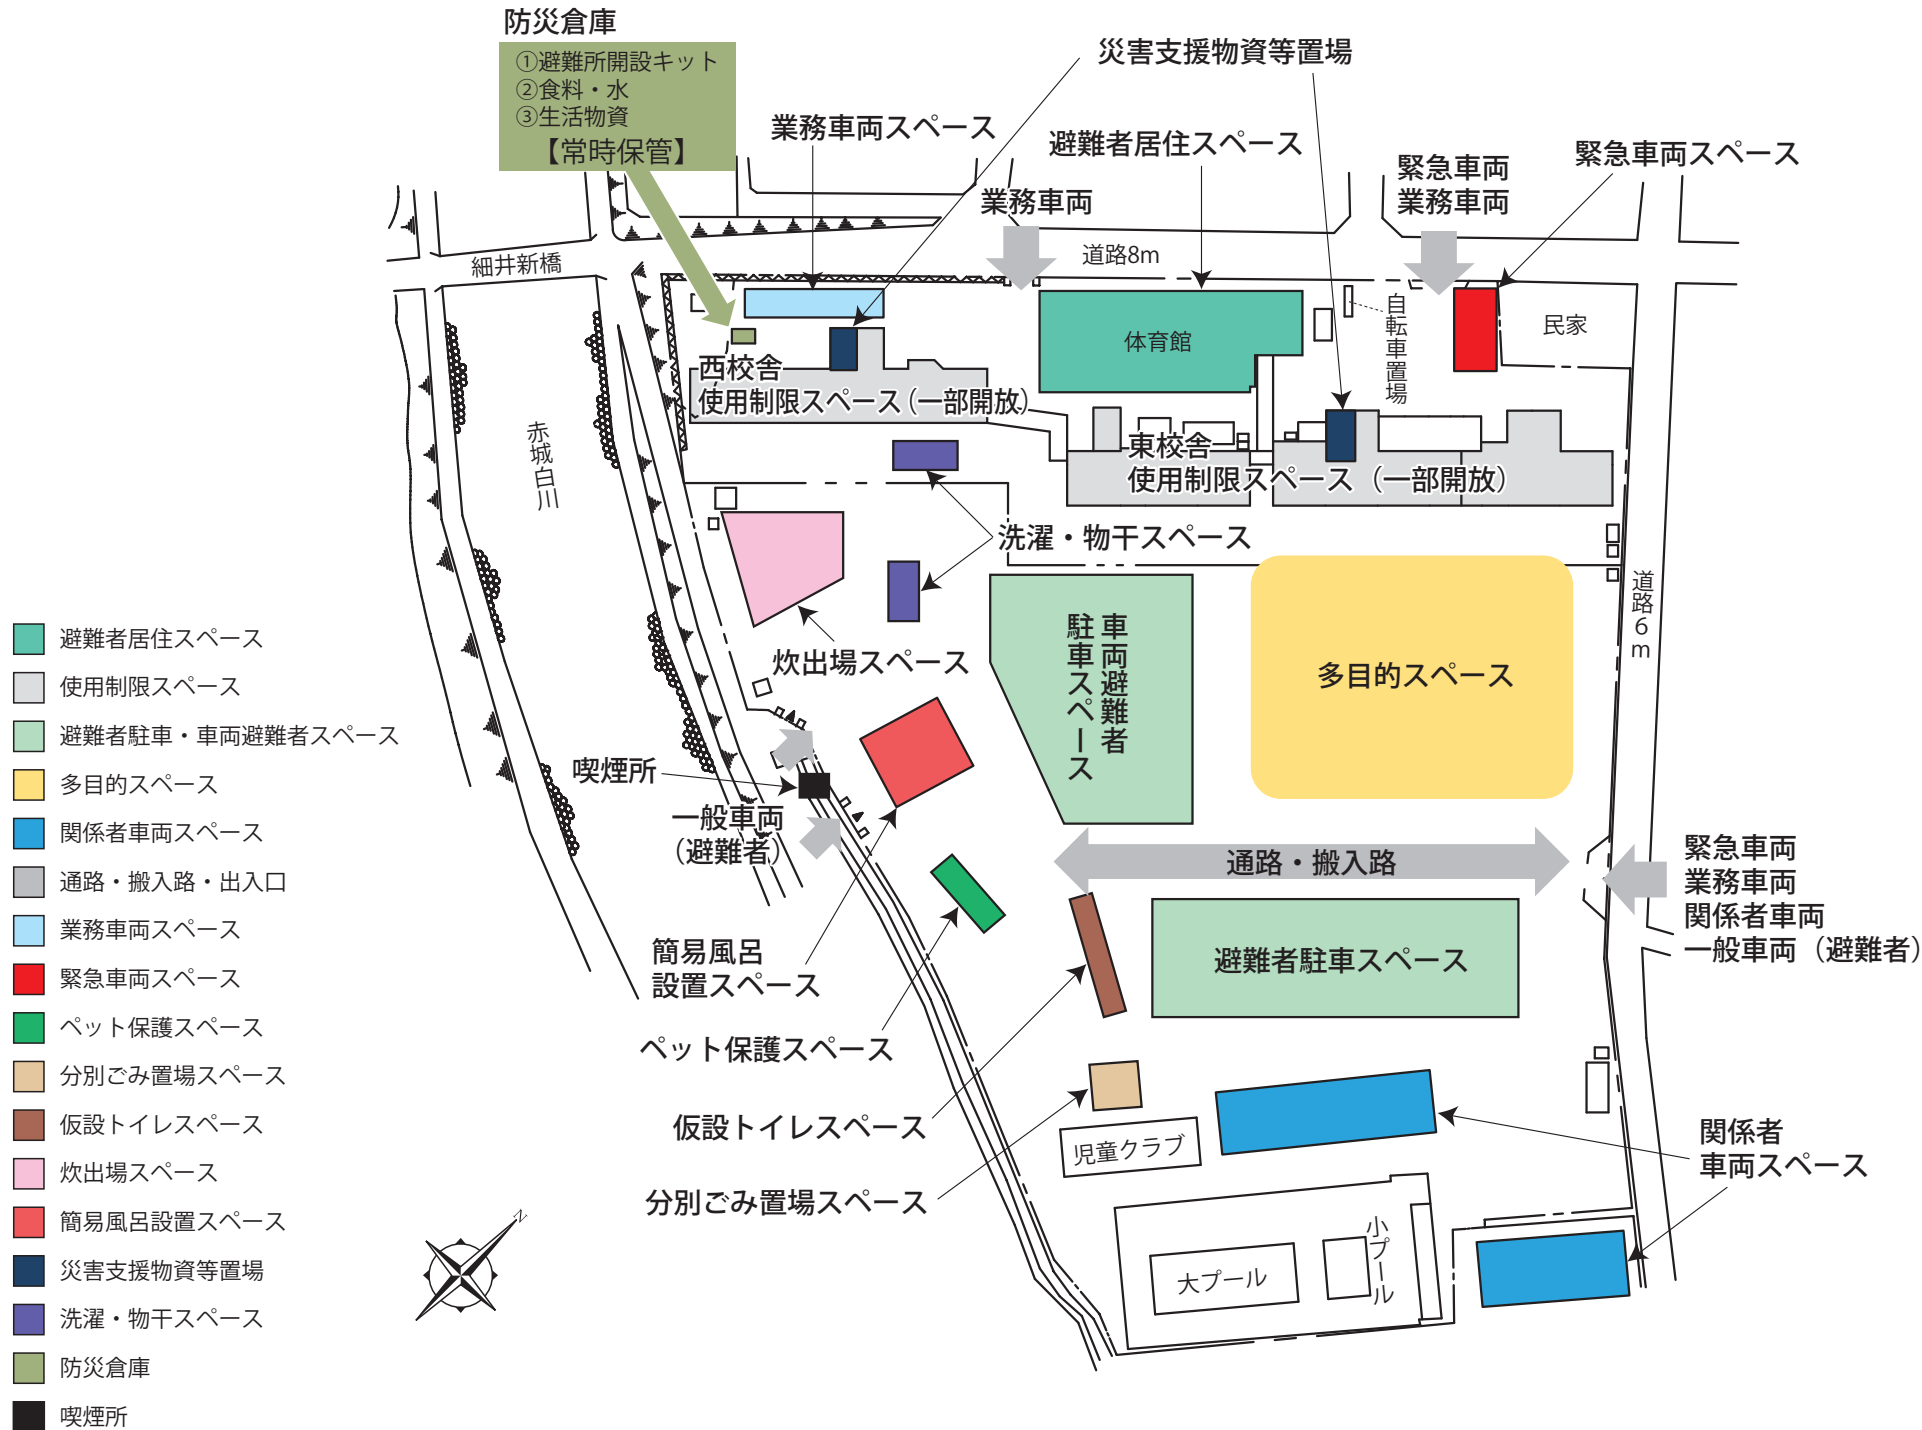 防災倉庫
①避難所開設キット
②食料・水
③生活物資
【常時保管】
災害支援物資等置場
業務車両スペース
避難者居住スペース
業務車両
緊急車両
業務車両
緊急車両スペース
細井新橋
道路8m
体育館
自転車置場
民家
西校舎
使用制限スペース（一部開放）
東校舎
使用制限スペース（一部開放）
赤城白川
洗濯・物干スペース
道路6m
炊出場スペース
車両避難者
駐車スペース
多目的スペース
喫煙所
一般車両
（避難者）
通路・搬入路
緊急車両
業務車両
関係者車両
一般車両（避難者）
簡易風呂
設置スペース
避難者駐車スペース
ペット保護スペース
仮設トイレスペース
児童クラブ
関係者
車両スペース
分別ごみ置場スペース
大プール
小プール
N
避難者居住スペース
使用制限スペース
避難者駐車・車両避難者スペース
多目的スペース
関係者車両スペース
通路・搬入路・出入口
業務車両スペース
緊急車両スペース
ペット保護スペース
分別ごみ置場スペース
仮設トイレスペース
炊出場スペース
簡易風呂設置スペース
災害支援物資等置場
洗濯・物干スペース
防災倉庫
喫煙所